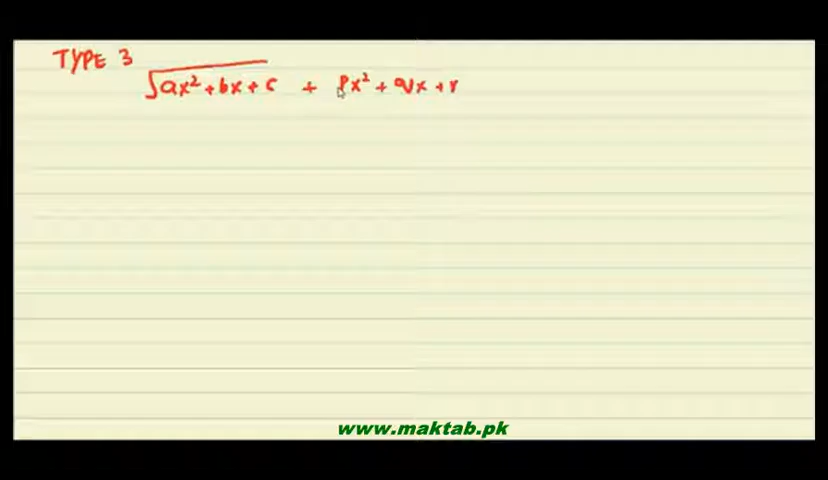 TYPE 3
√ax² + bx + c + px² + qx + r
www.maktab.pk